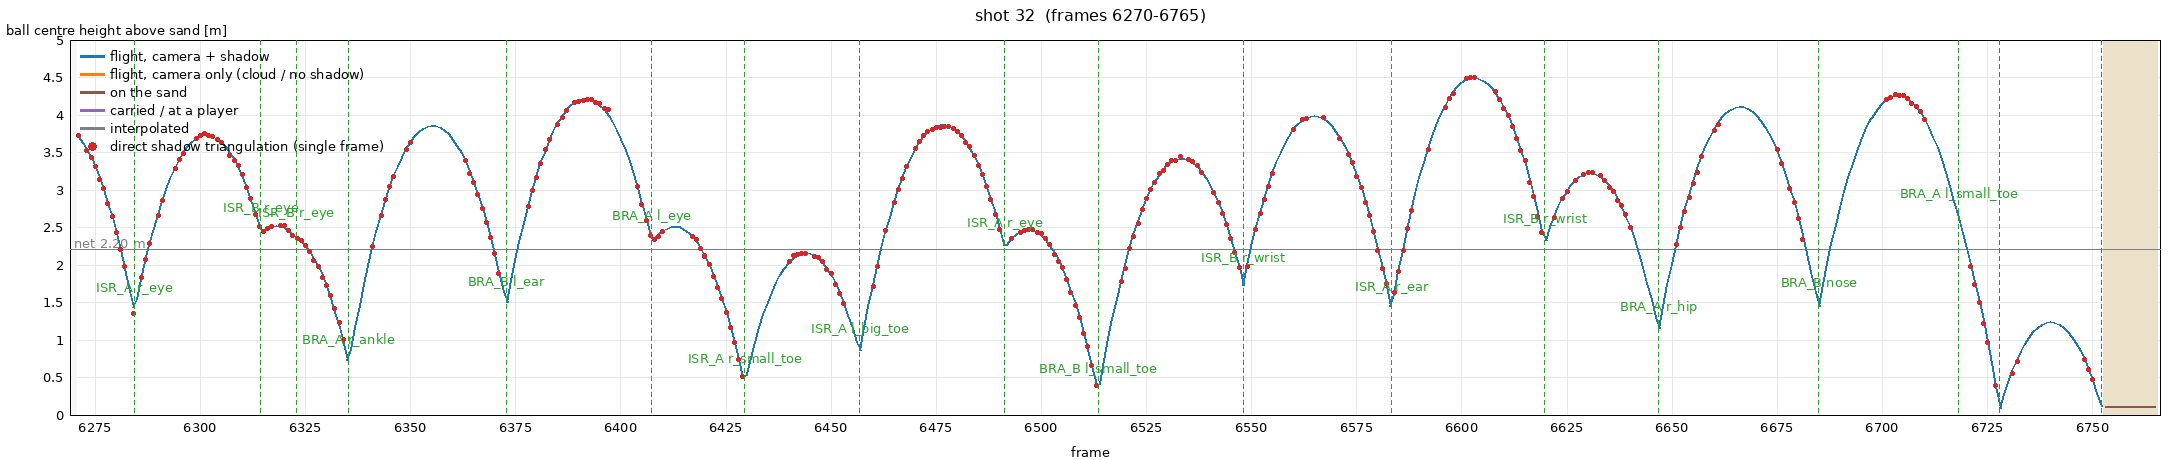 shot 32  (frames 6270-6765)
ball centre height above sand [m]
5
4.5
4
3.5
3
2.5
2
1.5
1
0.5
0
flight, camera + shadow
flight, camera only (cloud / no shadow)
on the sand
carried / at a player
interpolated
direct shadow triangulation (single frame)
net 2.20 m
ISR_A l_eye
ISR_B r_eye
ISR_B r_eye
BRA_A r_ankle
BRA_B l_ear
BRA_A l_eye
ISR_A r_small_toe
ISR_A l_big_toe
ISR_A r_eye
BRA_B l_small_toe
ISR_B r_wrist
ISR_A r_ear
ISR_B r_wrist
BRA_A r_hip
BRA_B nose
BRA_A l_small_toe
6275 6300 6325 6350 6375 6400 6425 6450 6475 6500 6525 6550 6575 6600 6625 6650 6675 6700 6725 6750
frame